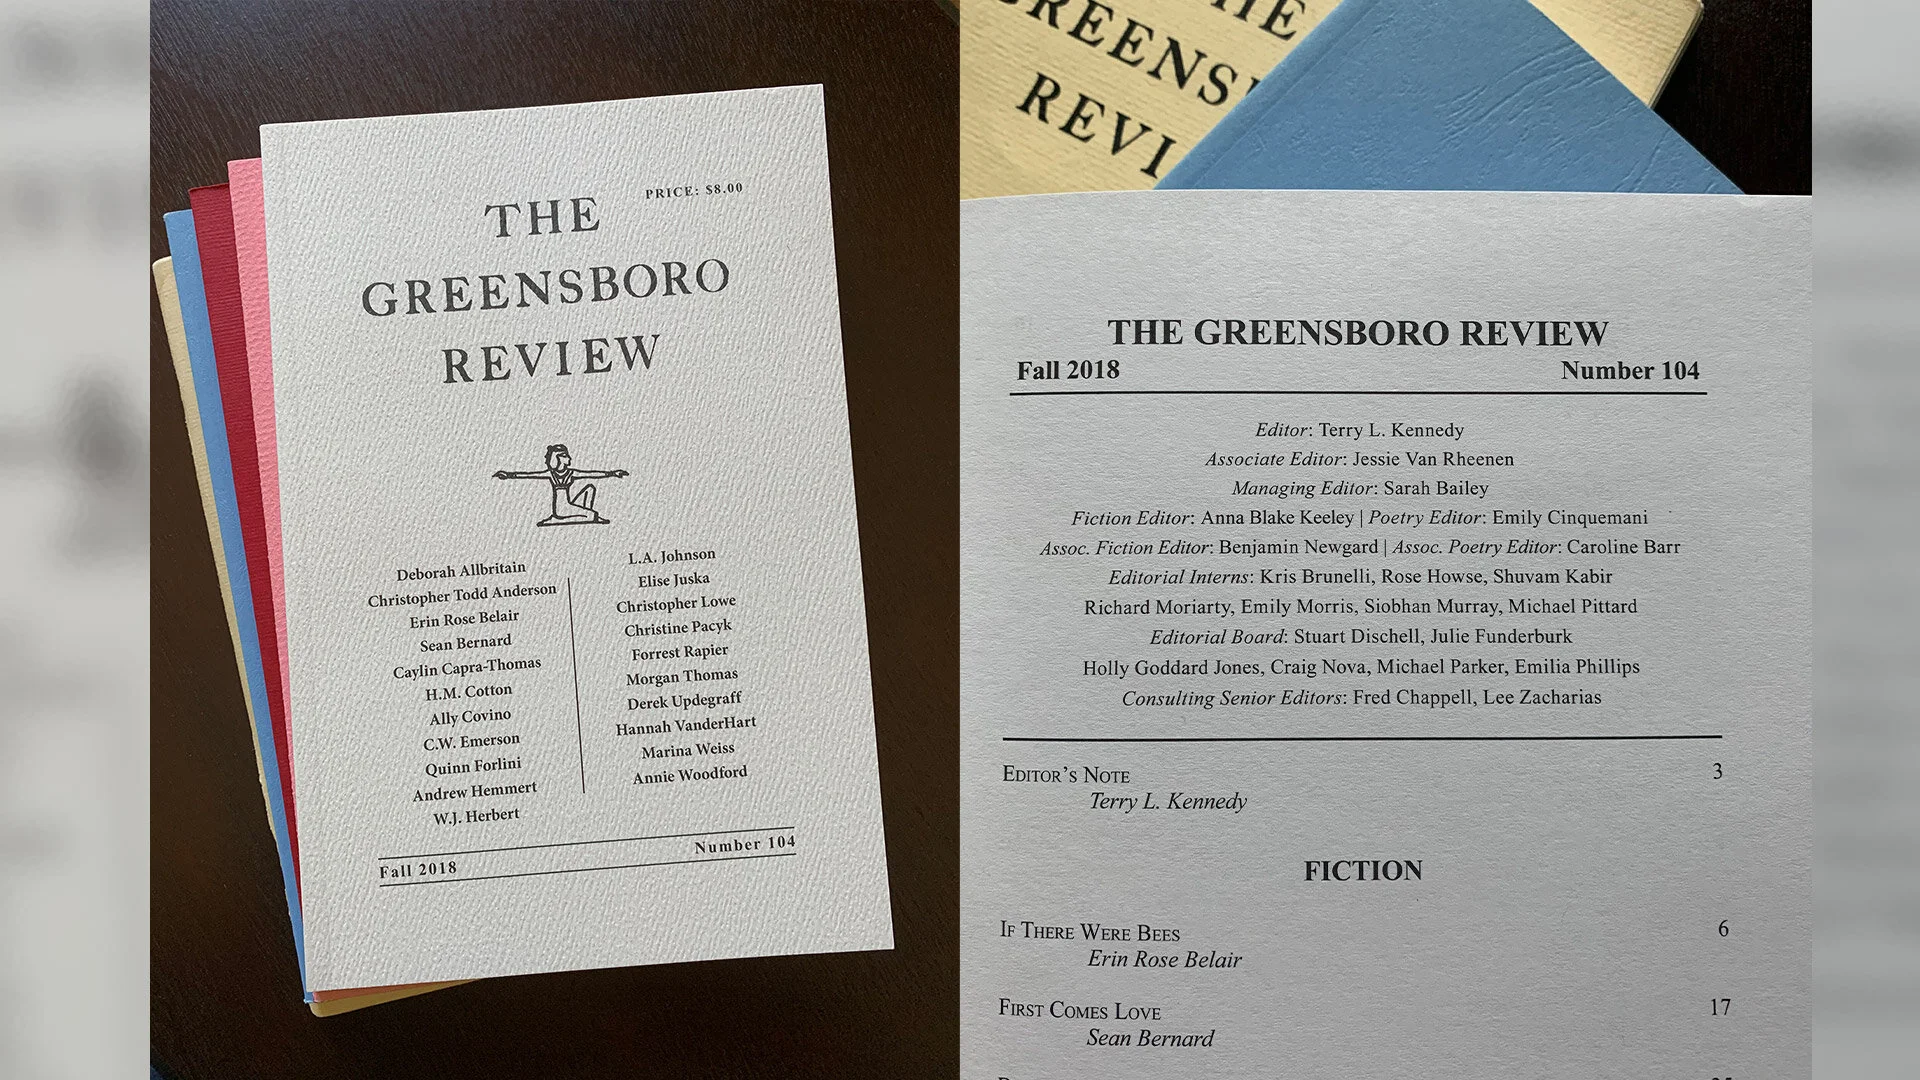 PRICE: $8.00
THE
GREENSBORO
REVIEW
Deborah Allbritain
Christopher Todd Anderson
Erin Rose Belair
Sean Bernard
Caylin Capra-Thomas
H.M. Cotton
Ally Covino
C.W. Emerson
Quinn Forlini
Andrew Hemmert
W.J. Herbert
L.A. Johnson
Elise Juska
Christopher Lowe
Christine Pacyk
Forrest Rapier
Morgan Thomas
Derek Updegraff
Hannah VanderHart
Marina Weiss
Annie Woodford
Fall 2018 Number 104
THE
GREENS
REVI
THE GREENSBORO REVIEW
Fall 2018 Number 104
Editor: Terry L. Kennedy
Associate Editor: Jessie Van Rheenen
Managing Editor: Sarah Bailey
Fiction Editor: Anna Blake Keeley | Poetry Editor: Emily Cinquemani
Assoc. Fiction Editor: Benjamin Newgard | Assoc. Poetry Editor: Caroline Barr
Editorial Interns: Kris Brunelli, Rose Howse, Shuvam Kabir
Richard Moriarty, Emily Morris, Siobhan Murray, Michael Pittard
Editorial Board: Stuart Dischell, Julie Funderburk
Holly Goddard Jones, Craig Nova, Michael Parker, Emilia Phillips
Consulting Senior Editors: Fred Chappell, Lee Zacharias
EDITOR'S NOTE 3
Terry L. Kennedy
FICTION
IF THERE WERE BEES 6
Erin Rose Belair
FIRST COMES LOVE 17
Sean Bernard